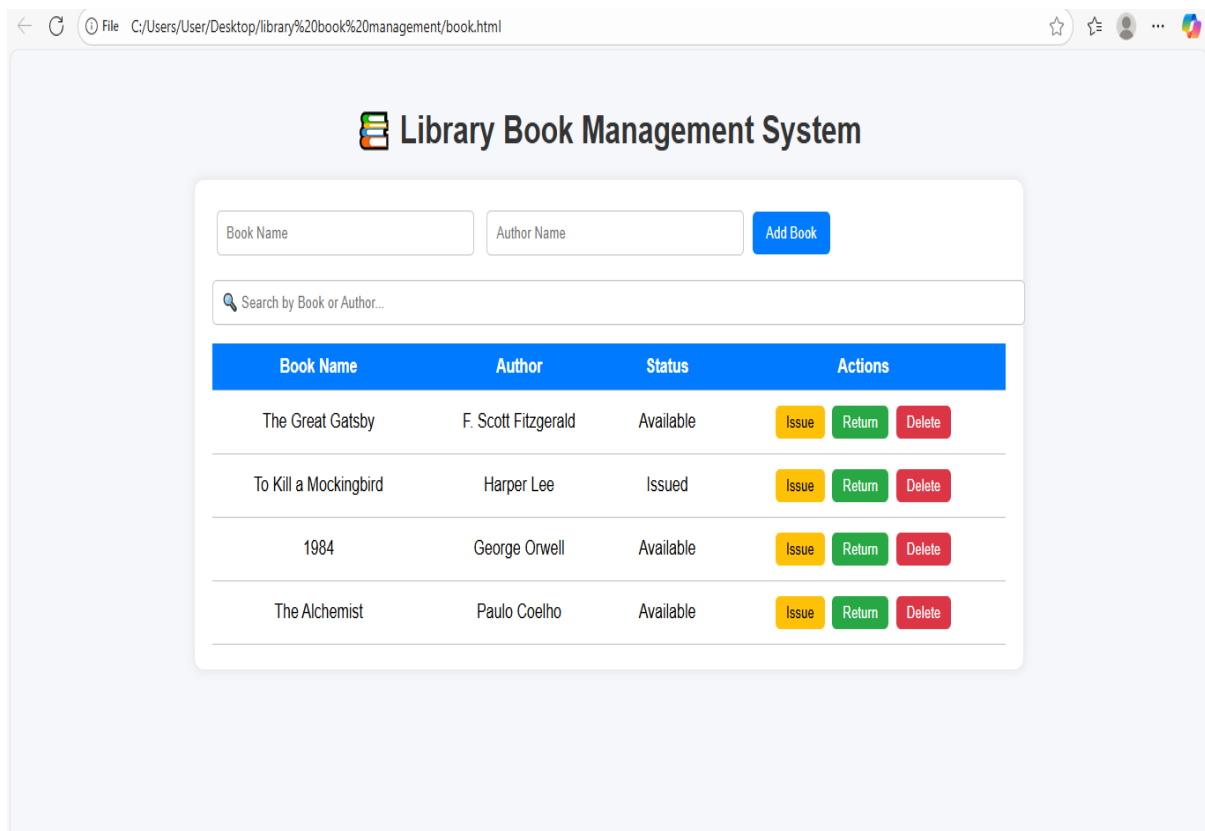 File C:/Users/User/Desktop/library%20book%20management/book.html
📚 Library Book Management System
Book Name Author Name Add Book
🔍 Search by Book or Author...
Book Name Author Status Actions
The Great Gatsby F. Scott Fitzgerald Available Issue Return Delete
To Kill a Mockingbird Harper Lee Issued Issue Return Delete
1984 George Orwell Available Issue Return Delete
The Alchemist Paulo Coelho Available Issue Return Delete